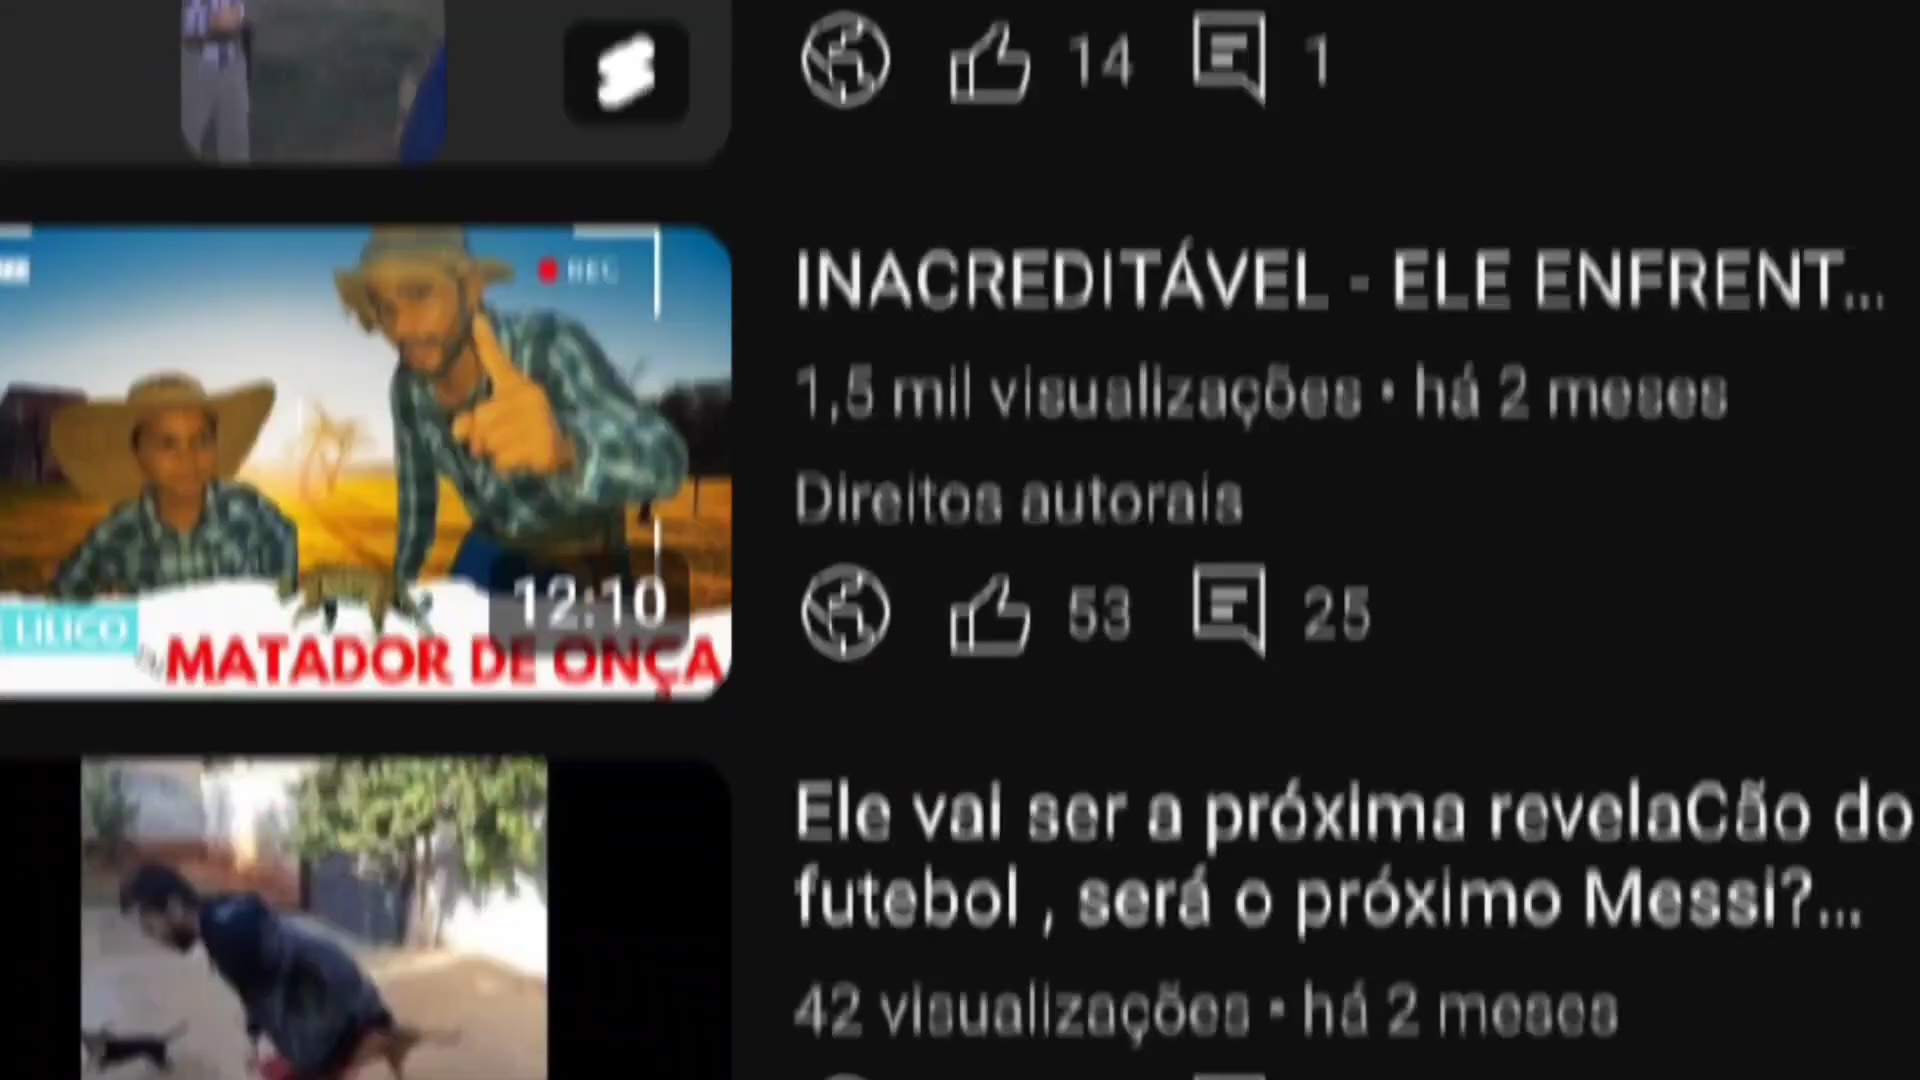 14 1
REC
INACREDITÁVEL - ELE ENFRENT...
1,5 mil visualizações • há 2 meses
Direitos autorais
53 25
12:10
LILICO
MATADOR DE ONÇA
Ele vai ser a próxima revelaCão do
futebol , será o próximo Messi?...
42 visualizações • há 2 meses